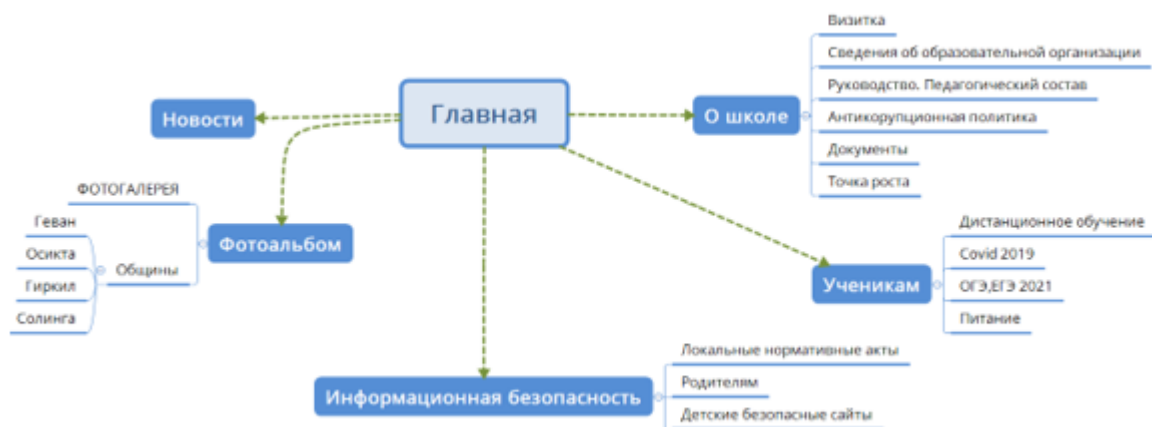 Главная
Новости
Фотоальбом
ФОТОГАЛЕРЕЯ
Общины
Геван
Осикта
Гиркил
Солинга
О школе
Визитка
Сведения об образовательной организации
Руководство. Педагогический состав
Антикорупционная политика
Документы
Точка роста
Ученикам
Дистанционное обучение
Covid 2019
ОГЭ,ЕГЭ 2021
Питание
Информационная безопасность
Локальные нормативные акты
Родителям
Детские безопасные сайты